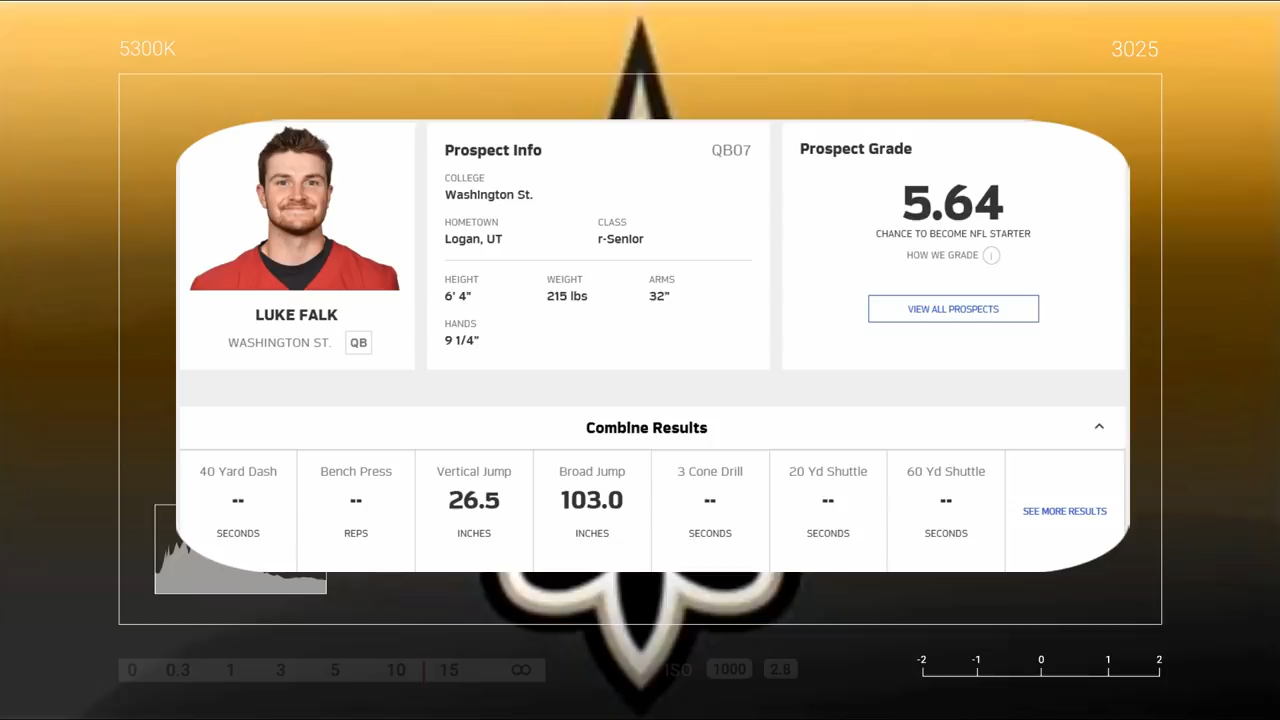 5300K
3025
LUKE FALK
WASHINGTON ST. QB
Prospect Info QB07
COLLEGE
Washington St.
HOMETOWN CLASS
Logan, UT r-Senior
HEIGHT WEIGHT ARMS
6' 4" 215 lbs 32"
HANDS
9 1/4"
Prospect Grade
5.64
CHANCE TO BECOME NFL STARTER
HOW WE GRADE i
VIEW ALL PROSPECTS
Combine Results
40 Yard Dash Bench Press Vertical Jump Broad Jump 3 Cone Drill 20 Yd Shuttle 60 Yd Shuttle
-- -- 26.5 103.0 -- -- --
SEE MORE RESULTS
SECONDS REPS INCHES INCHES SECONDS SECONDS SECONDS
0 0.3 1 3 5 10 15 ∞ ISO 1000 2.8
-2 -1 0 1 2